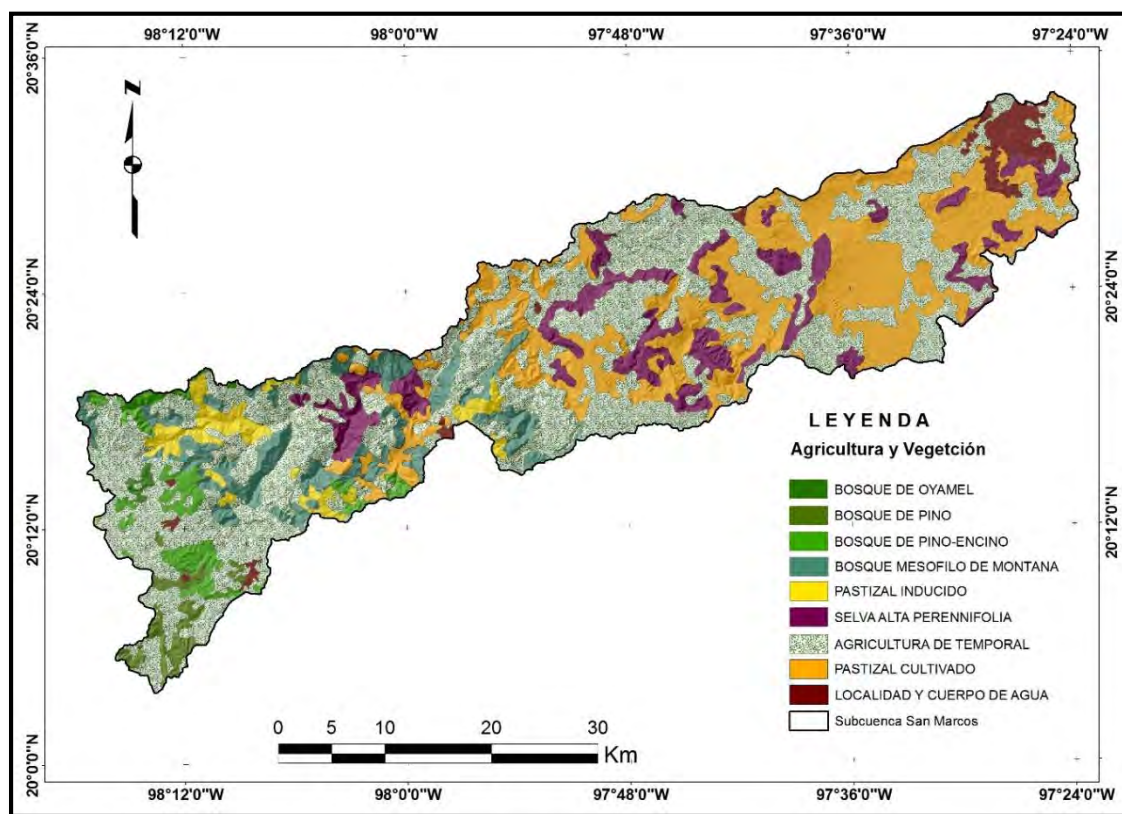 98°12'0"W 98°0'0"W 97°48'0"W 97°36'0"W 97°24'0"W
20°36'0"N
N
20°24'0"N 20°24'0"N
LEYENDA
Agricultura y Vegetción
BOSQUE DE OYAMEL
BOSQUE DE PINO
BOSQUE DE PINO-ENCINO
BOSQUE MESOFILO DE MONTANA
PASTIZAL INDUCIDO
SELVA ALTA PERENNIFOLIA
AGRICULTURA DE TEMPORAL
PASTIZAL CULTIVADO
LOCALIDAD Y CUERPO DE AGUA
Subcuenca San Marcos
20°12'0"N 20°12'0"N
0 5 10 20 30
Km
20°0'0"N
98°12'0"W 98°0'0"W 97°48'0"W 97°36'0"W 97°24'0"W